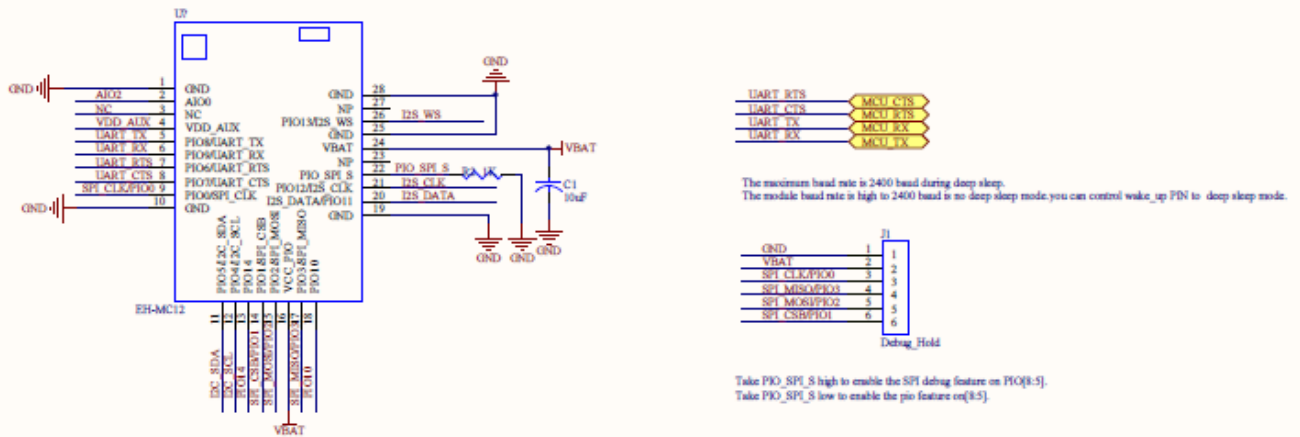 U?
GND
1
AIO2 2
NC 3
VDD_AUX 4
UART_TX 5
UART_RX 6
UART_RTS 7
UART_CTS 8
SPI_CLK/PIO0 9
GND 10
GND
AIO0
NC
VDD_AUX
PIO8/UART_TX
PIO9/UART_RX
PIO6/UART_RTS
PIO7/UART_CTS
PIO0/SPI_CLK
GND
GND 28
NP 27
PIO13/I2S_WS 26 I2S_WS
GND 25
VBAT 24
NP 23
PIO_SPI_S 22 PIO_SPI_S 1K
PIO12/I2S_CLK 21 I2S_CLK
I2S_DATA/PIO11 20 I2S_DATA
GND 19
GND
VBAT
C1
10uF
GND
GND
GND
PIO5/I2C_SDA
PIO4/I2C_SCL
PIO14
PIO1/SPI_CSB
PIO2/SPI_MOSI
VCC_PIO
PIO3/SPI_MISO
PIO10
EH-MC12
11
12
13
14
15
16
17
18
I2C_SDA
I2C_SCL
PIO14
SPI_CSB/PIO1
SPI_MOSI/PIO2
SPI_MISO/PIO3
PIO10
VBAT
UART_RTS MCU_CTS
UART_CTS MCU_RTS
UART_TX MCU_RX
UART_RX MCU_TX
The maximum baud rate is 2400 baud during deep sleep.
The module baud rate is high to 2400 baud is no deep sleep mode.you can control wake_up PIN to deep sleep mode.
J1
GND 1 1
VBAT 2 2
SPI_CLK/PIO0 3 3
SPI_MISO/PIO3 4 4
SPI_MOSI/PIO2 5 5
SPI_CSB/PIO1 6 6
Debug_Hold
Take PIO_SPI_S high to enable the SPI debug feature on PIO[8:5].
Take PIO_SPI_S low to enable the pio feature on[8:5].